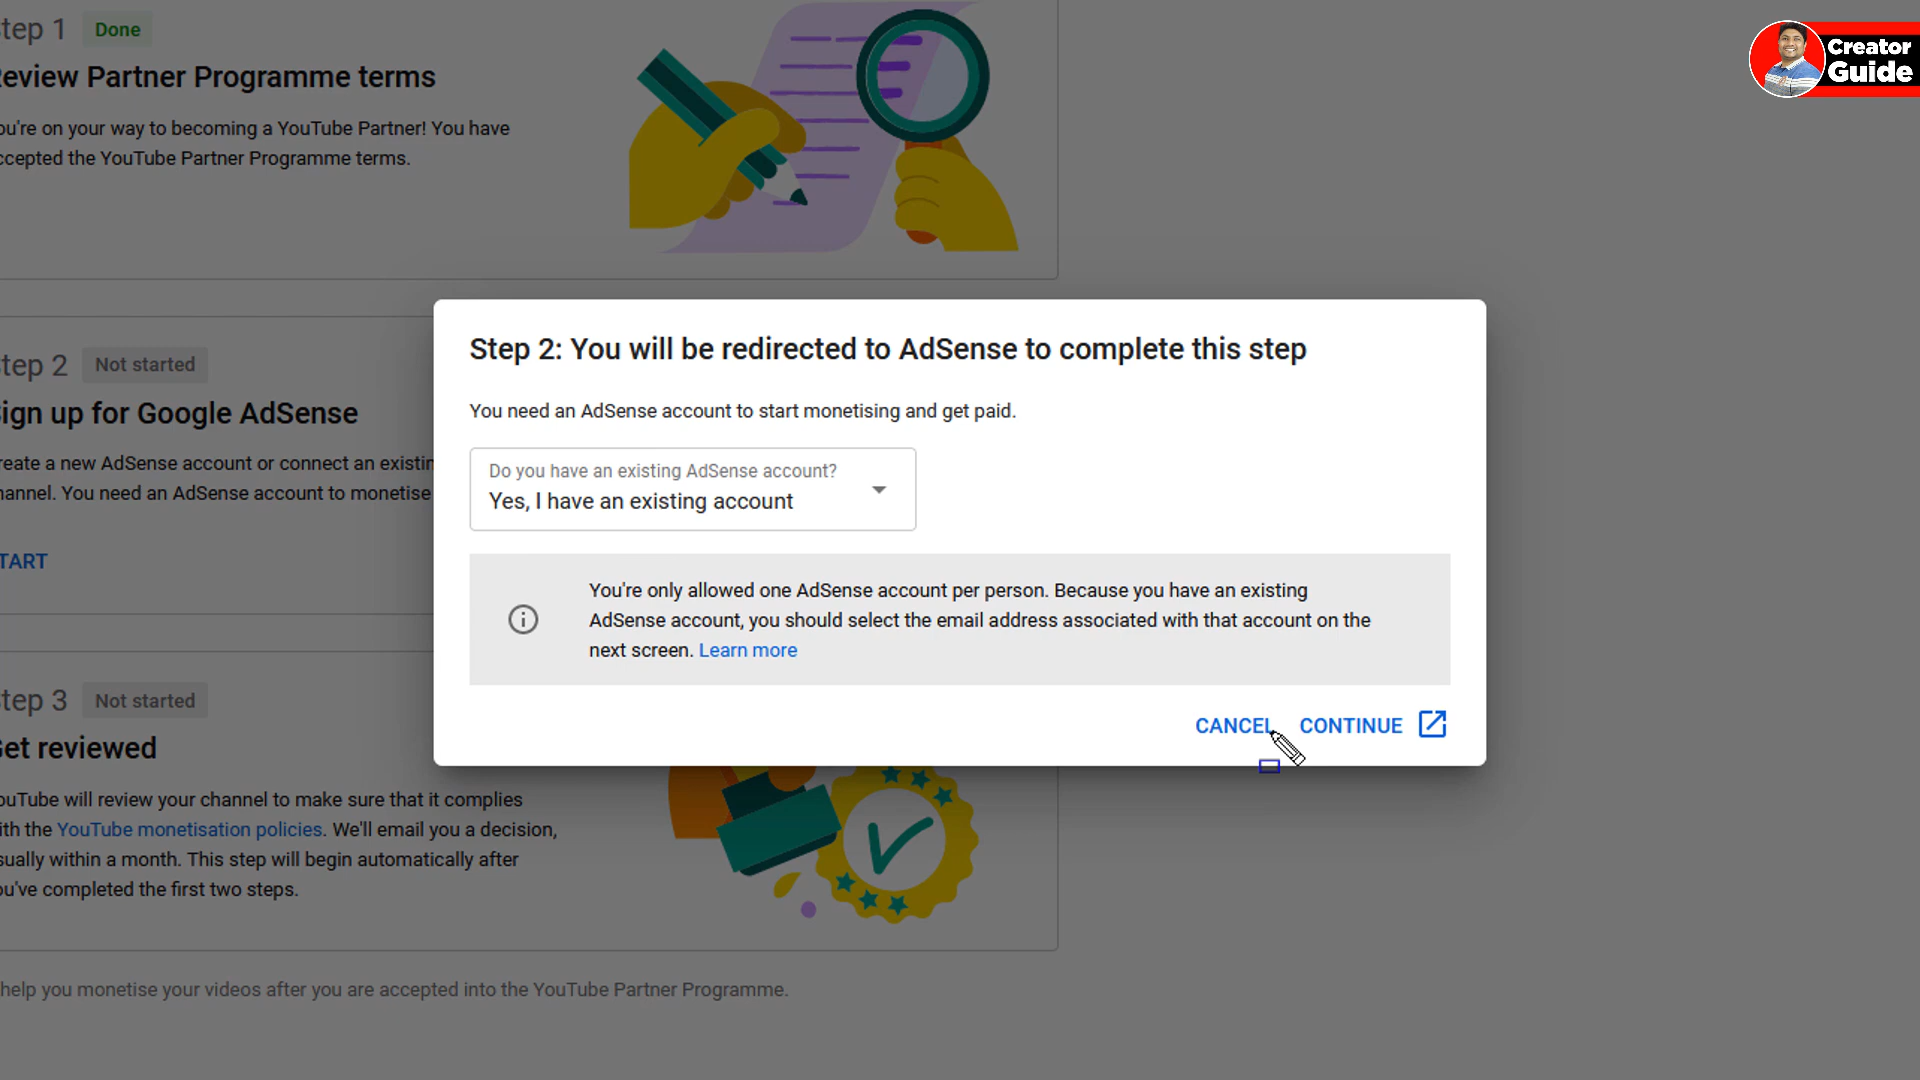 tep 1 Done
eview Partner Programme terms
ou're on your way to becoming a YouTube Partner! You have
ccepted the YouTube Partner Programme terms.
Creator
Guide
Step 2: You will be redirected to AdSense to complete this step
You need an AdSense account to start monetising and get paid.
Do you have an existing AdSense account?
Yes, I have an existing account
You're only allowed one AdSense account per person. Because you have an existing
AdSense account, you should select the email address associated with that account on the
next screen. Learn more
CANCEL CONTINUE
tep 2 Not started
ign up for Google AdSense
reate a new AdSense account or connect an existin
hannel. You need an AdSense account to monetise
TART
tep 3 Not started
et reviewed
ouTube will review your channel to make sure that it complies
ith the YouTube monetisation policies. We'll email you a decision,
sually within a month. This step will begin automatically after
ou've completed the first two steps.
help you monetise your videos after you are accepted into the YouTube Partner Programme.